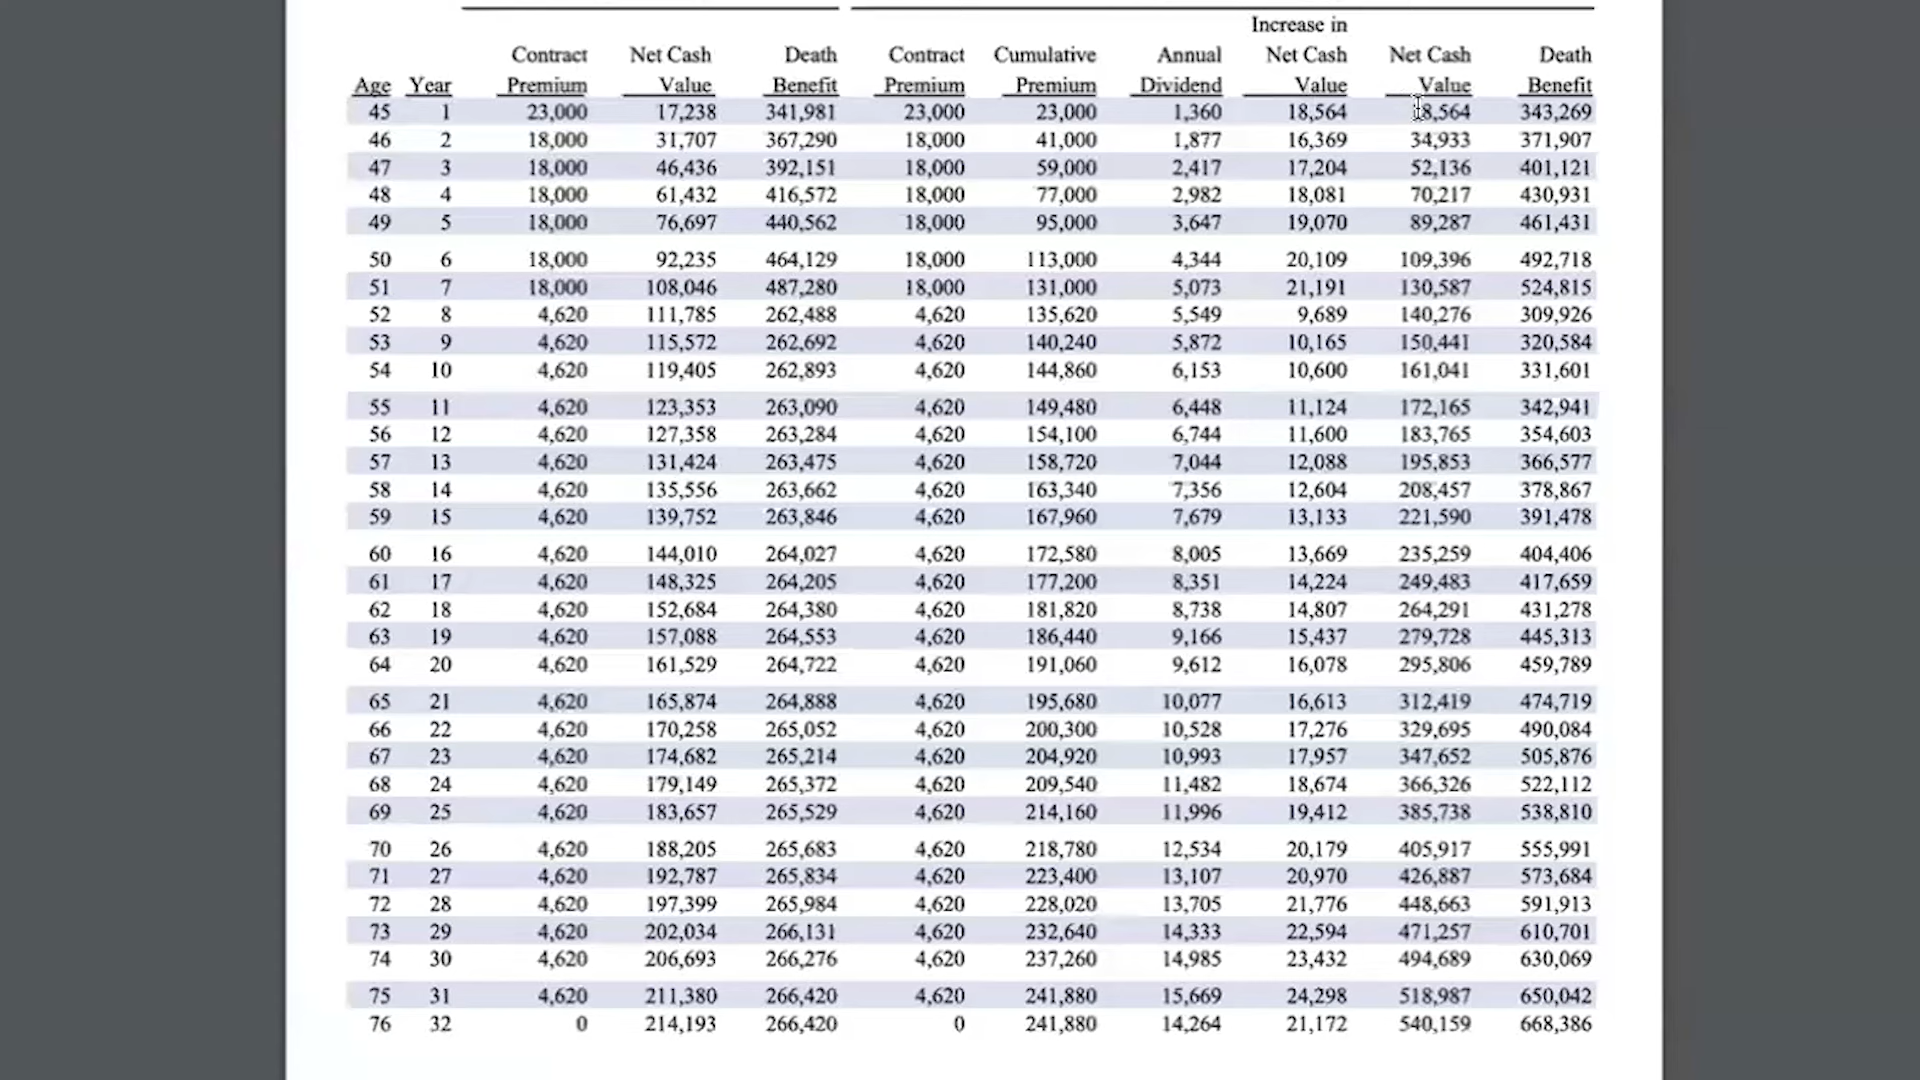 Increase in
Contract Net Cash Death Contract Cumulative Annual Net Cash Net Cash Death
Age Year Premium Value Benefit Premium Premium Dividend Value Value Benefit
45 1 23,000 17,238 341,981 23,000 23,000 1,360 18,564 18,564 343,269
46 2 18,000 31,707 367,290 18,000 41,000 1,877 16,369 34,933 371,907
47 3 18,000 46,436 392,151 18,000 59,000 2,417 17,204 52,136 401,121
48 4 18,000 61,432 416,572 18,000 77,000 2,982 18,081 70,217 430,931
49 5 18,000 76,697 440,562 18,000 95,000 3,647 19,070 89,287 461,431
50 6 18,000 92,235 464,129 18,000 113,000 4,344 20,109 109,396 492,718
51 7 18,000 108,046 487,280 18,000 131,000 5,073 21,191 130,587 524,815
52 8 4,620 111,785 262,488 4,620 135,620 5,549 9,689 140,276 309,926
53 9 4,620 115,572 262,692 4,620 140,240 5,872 10,165 150,441 320,584
54 10 4,620 119,405 262,893 4,620 144,860 6,153 10,600 161,041 331,601
55 11 4,620 123,353 263,090 4,620 149,480 6,448 11,124 172,165 342,941
56 12 4,620 127,358 263,284 4,620 154,100 6,744 11,600 183,765 354,603
57 13 4,620 131,424 263,475 4,620 158,720 7,044 12,088 195,853 366,577
58 14 4,620 135,556 263,662 4,620 163,340 7,356 12,604 208,457 378,867
59 15 4,620 139,752 263,846 4,620 167,960 7,679 13,133 221,590 391,478
60 16 4,620 144,010 264,027 4,620 172,580 8,005 13,669 235,259 404,406
61 17 4,620 148,325 264,205 4,620 177,200 8,351 14,224 249,483 417,659
62 18 4,620 152,684 264,380 4,620 181,820 8,738 14,807 264,291 431,278
63 19 4,620 157,088 264,553 4,620 186,440 9,166 15,437 279,728 445,313
64 20 4,620 161,529 264,722 4,620 191,060 9,612 16,078 295,806 459,789
65 21 4,620 165,874 264,888 4,620 195,680 10,077 16,613 312,419 474,719
66 22 4,620 170,258 265,052 4,620 200,300 10,528 17,276 329,695 490,084
67 23 4,620 174,682 265,214 4,620 204,920 10,993 17,957 347,652 505,876
68 24 4,620 179,149 265,372 4,620 209,540 11,482 18,674 366,326 522,112
69 25 4,620 183,657 265,529 4,620 214,160 11,996 19,412 385,738 538,810
70 26 4,620 188,205 265,683 4,620 218,780 12,534 20,179 405,917 555,991
71 27 4,620 192,787 265,834 4,620 223,400 13,107 20,970 426,887 573,684
72 28 4,620 197,399 265,984 4,620 228,020 13,705 21,776 448,663 591,913
73 29 4,620 202,034 266,131 4,620 232,640 14,333 22,594 471,257 610,701
74 30 4,620 206,693 266,276 4,620 237,260 14,985 23,432 494,689 630,069
75 31 4,620 211,380 266,420 4,620 241,880 15,669 24,298 518,987 650,042
76 32 0 214,193 266,420 0 241,880 14,264 21,172 540,159 668,386